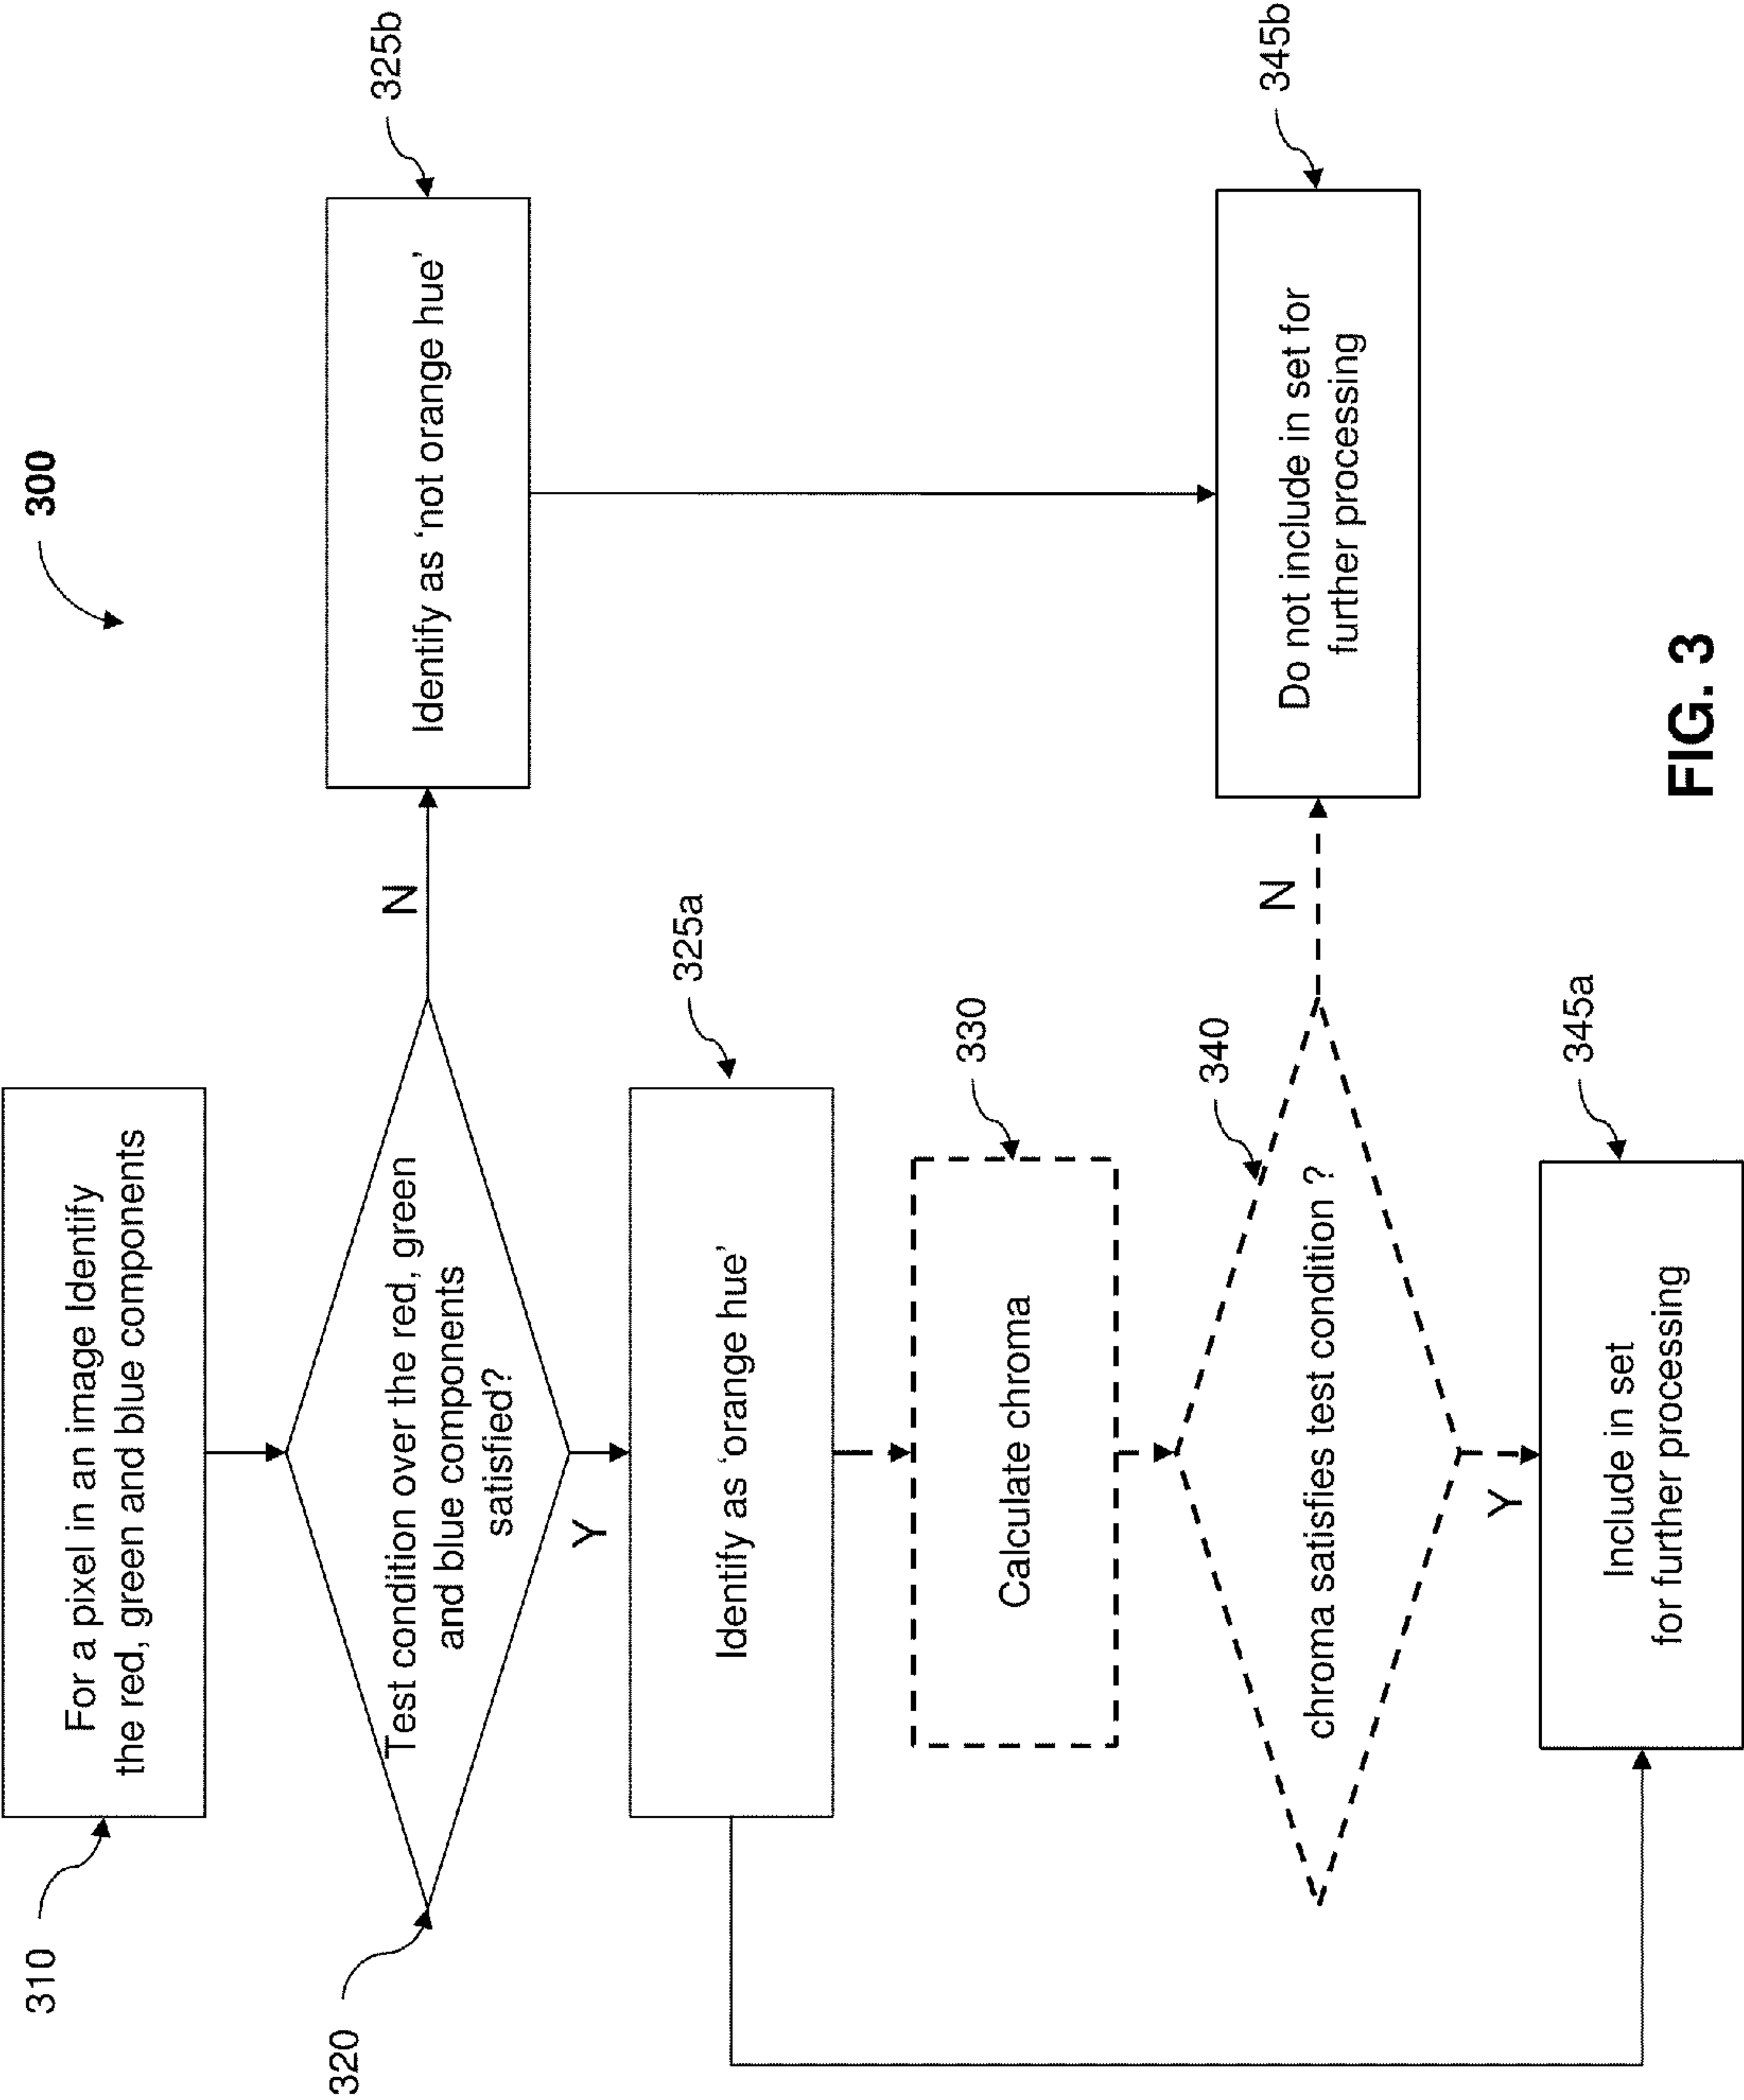 300
310
For a pixel in an image Identify
the red, green and blue components
320
Test condition over the red, green
and blue components
satisfied?
N
Identify as ‘not orange hue’
325b
Y
Identify as ‘orange hue’
325a
Calculate chroma
330
chroma satisfies test condition ?
340
N
Do not include in set for
further processing
345b
Y
Include in set
for further processing
345a
FIG. 3